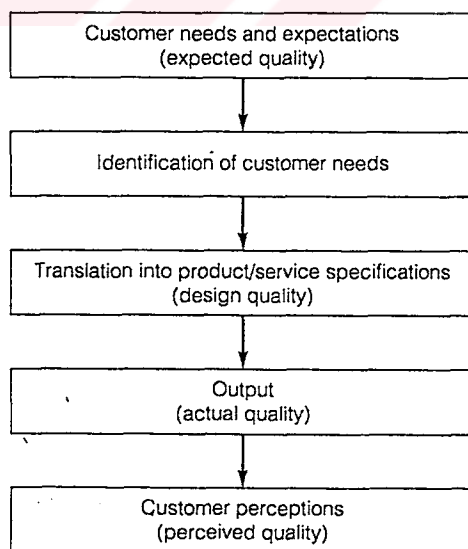 Customer needs and expectations
(expected quality)
Identification of customer needs
Translation into product/service specifications
(design quality)
Output
(actual quality)
Customer perceptions
(perceived quality)